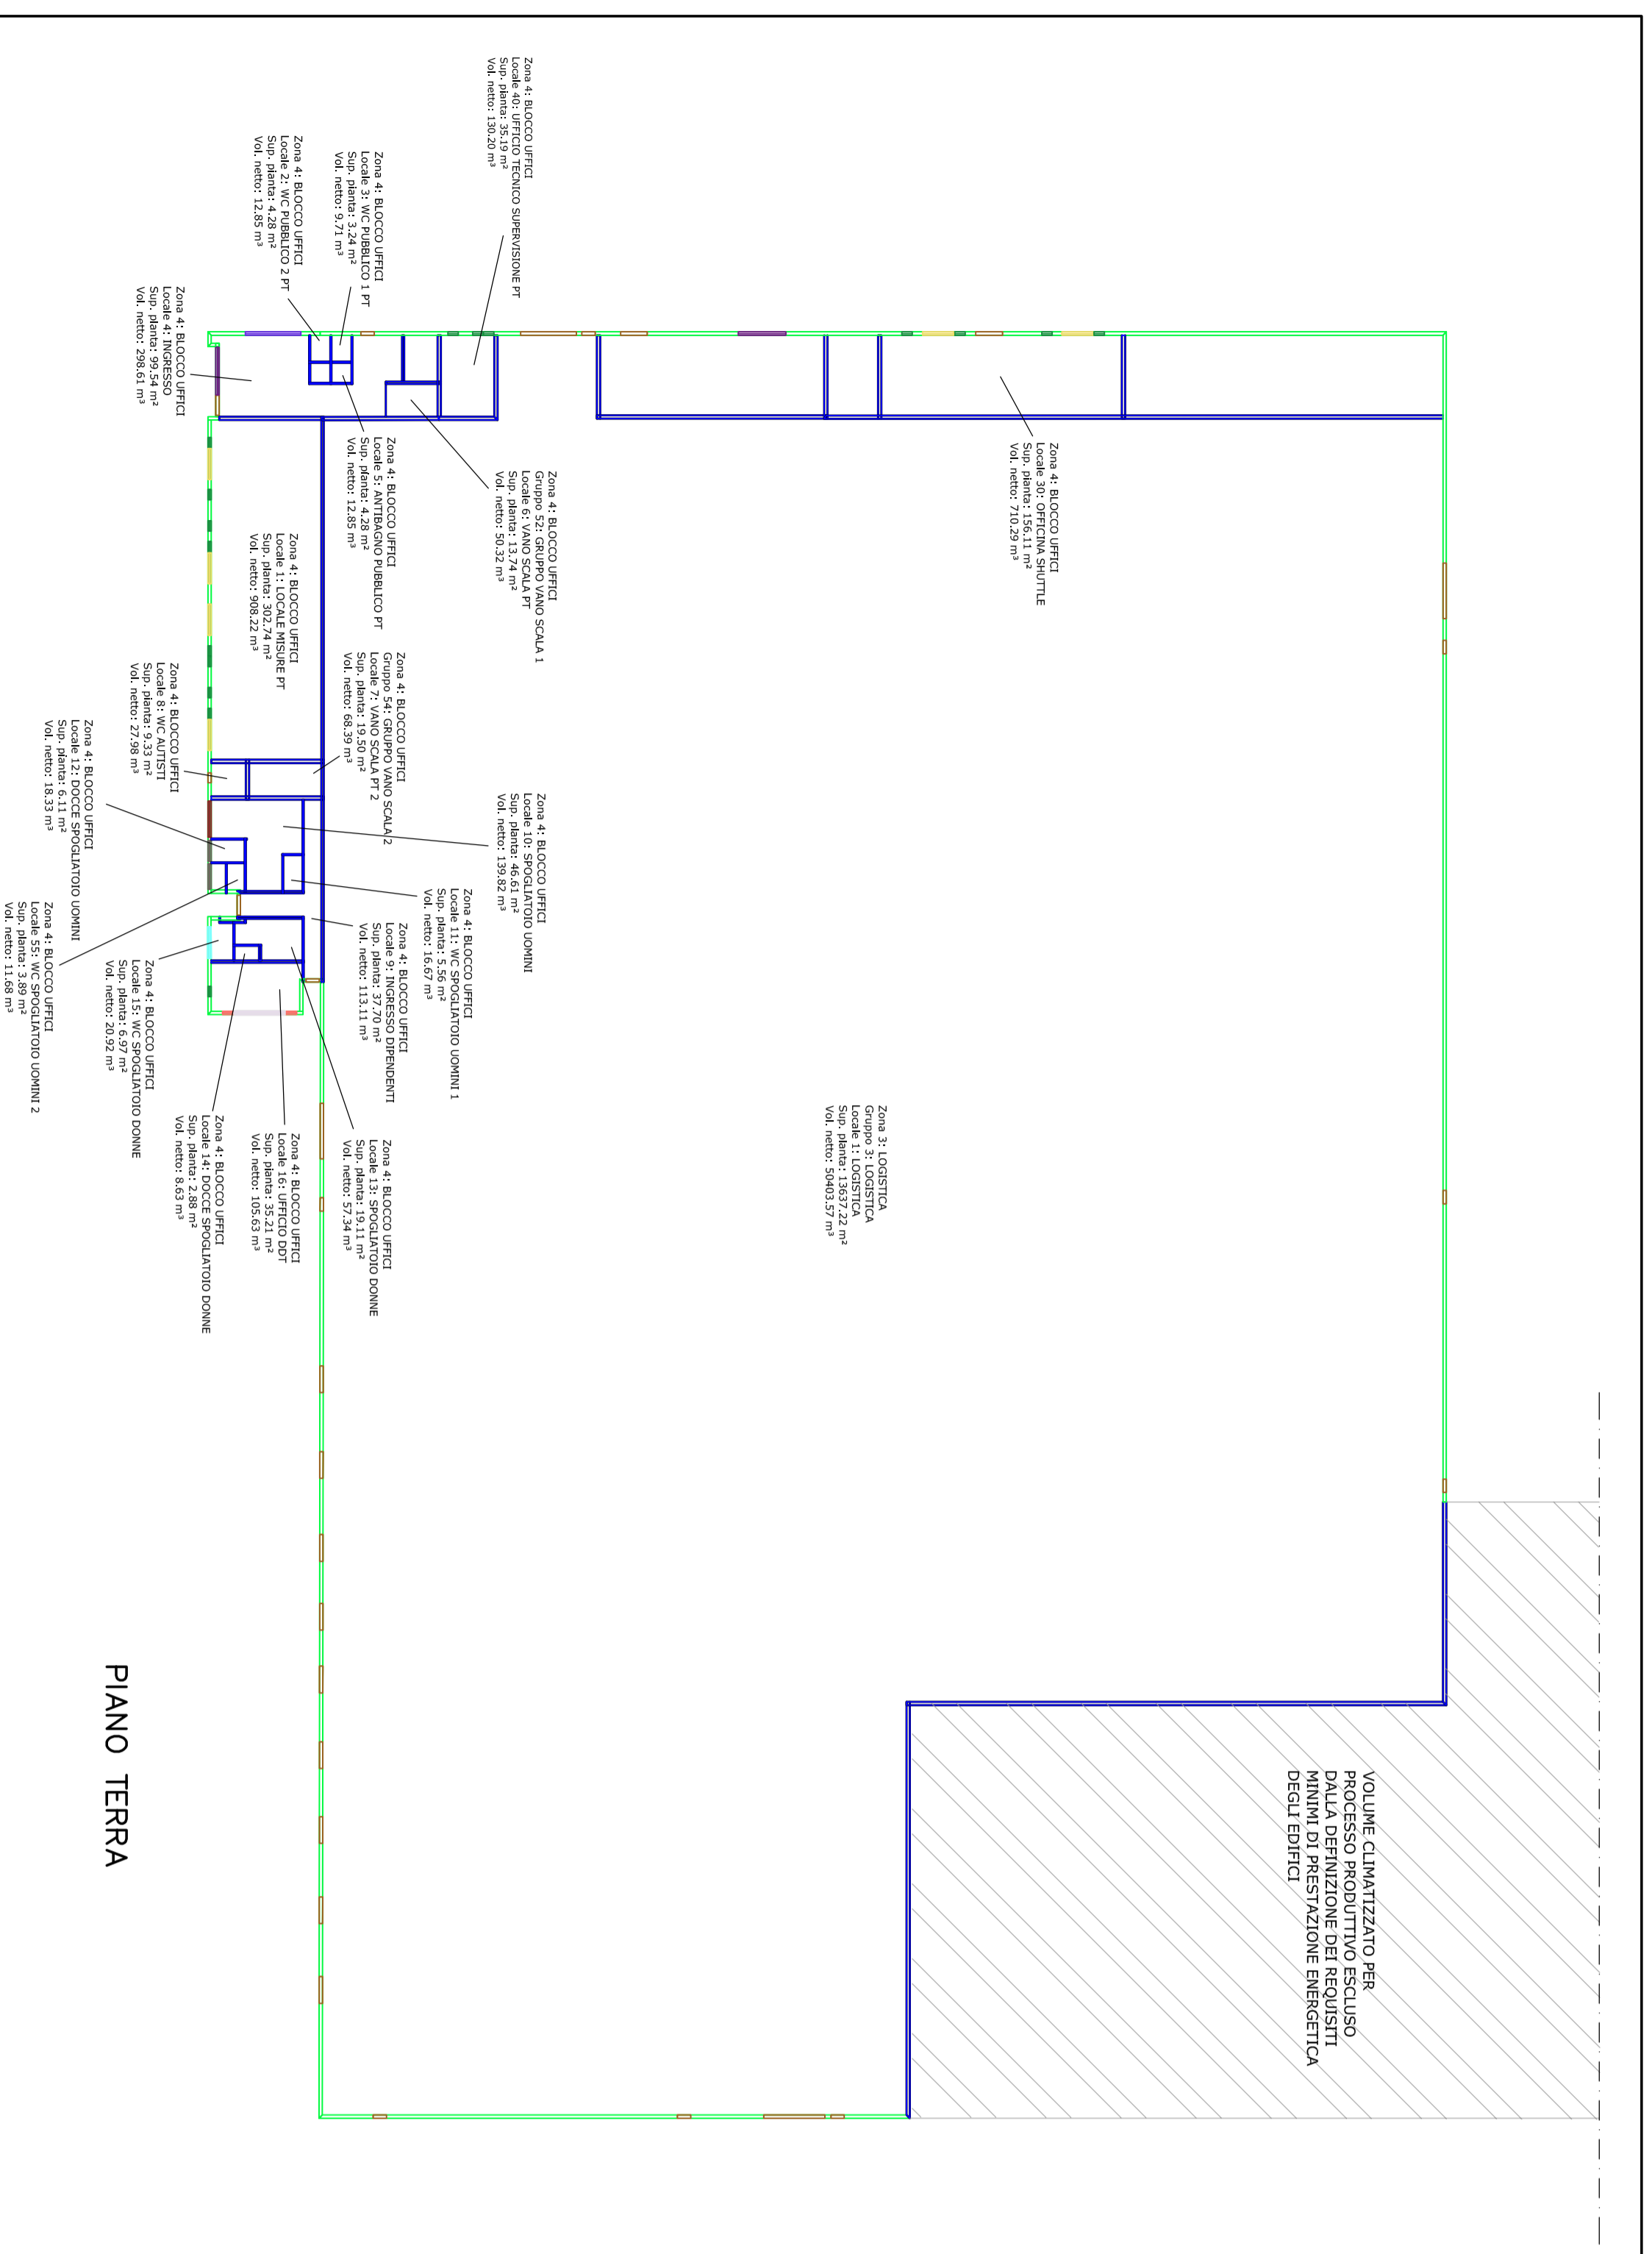 VOLUME CLIMATIZZATO PER
PROCESSO PRODUTTIVO ESCLUSO
DALLA DEFINIZIONE DEI REQUISITI
MINIMI DI PRESTAZIONE ENERGETICA
DEGLI EDIFICI
Zona 4: BLOCCO UFFICI
Locale 30: OFFICINA SHUTTLE
Sup. pianta: 156.11 m²
Vol. netto: 710.29 m³
Zona 3: LOGISTICA
Gruppo 3: LOGISTICA
Locale 1: LOGISTICA
Sup. pianta: 13637.22 m²
Vol. netto: 50403.57 m³
Zona 4: BLOCCO UFFICI
Locale 40: UFFICIO TECNICO SUPERVISIONE PT
Sup. pianta: 35.19 m²
Vol. netto: 130.20 m³
Zona 4: BLOCCO UFFICI
Gruppo 52: GRUPPO VANO SCALA 1
Locale 6: VANO SCALA PT
Sup. pianta: 13.74 m²
Vol. netto: 50.32 m³
Zona 4: BLOCCO UFFICI
Locale 10: SPOGLIATOIO UOMINI
Sup. pianta: 46.61 m²
Vol. netto: 139.82 m³
Zona 4: BLOCCO UFFICI
Locale 11: WC SPOGLIATOIO UOMINI 1
Sup. pianta: 5.56 m²
Vol. netto: 16.67 m³
Zona 4: BLOCCO UFFICI
Locale 3: WC PUBBLICO 1 PT
Sup. pianta: 3.24 m²
Vol. netto: 9.71 m³
Zona 4: BLOCCO UFFICI
Locale 5: ANTIBAGNO PUBBLICO PT
Sup. pianta: 4.28 m²
Vol. netto: 12.85 m³
Zona 4: BLOCCO UFFICI
Gruppo 54: GRUPPO VANO SCALA 2
Locale 7: VANO SCALA PT 2
Sup. pianta: 19.50 m²
Vol. netto: 68.39 m³
Zona 4: BLOCCO UFFICI
Locale 9: INGRESSO DIPENDENTI
Sup. pianta: 37.70 m²
Vol. netto: 113.11 m³
Zona 4: BLOCCO UFFICI
Locale 13: SPOGLIATOIO DONNE
Sup. pianta: 19.11 m²
Vol. netto: 57.34 m³
Zona 4: BLOCCO UFFICI
Locale 2: WC PUBBLICO 2 PT
Sup. pianta: 4.28 m²
Vol. netto: 12.85 m³
Zona 4: BLOCCO UFFICI
Locale 1: LOCALE MISURE PT
Sup. pianta: 302.74 m²
Vol. netto: 908.22 m³
Zona 4: BLOCCO UFFICI
Locale 16: UFFICIO DDT
Sup. pianta: 35.21 m²
Vol. netto: 105.63 m³
Zona 4: BLOCCO UFFICI
Locale 14: DOCCE SPOGLIATOIO DONNE
Sup. pianta: 2.88 m²
Vol. netto: 8.63 m³
Zona 4: BLOCCO UFFICI
Locale 4: INGRESSO
Sup. pianta: 99.54 m²
Vol. netto: 298.61 m³
Zona 4: BLOCCO UFFICI
Locale 8: WC AUTISTI
Sup. pianta: 9.33 m²
Vol. netto: 27.98 m³
Zona 4: BLOCCO UFFICI
Locale 15: WC SPOGLIATOIO DONNE
Sup. pianta: 6.97 m²
Vol. netto: 20.92 m³
Zona 4: BLOCCO UFFICI
Locale 12: DOCCE SPOGLIATOIO UOMINI
Sup. pianta: 6.11 m²
Vol. netto: 18.33 m³
Zona 4: BLOCCO UFFICI
Locale 55: WC SPOGLIATOIO UOMINI 2
Sup. pianta: 3.89 m²
Vol. netto: 11.68 m³
PIANO TERRA